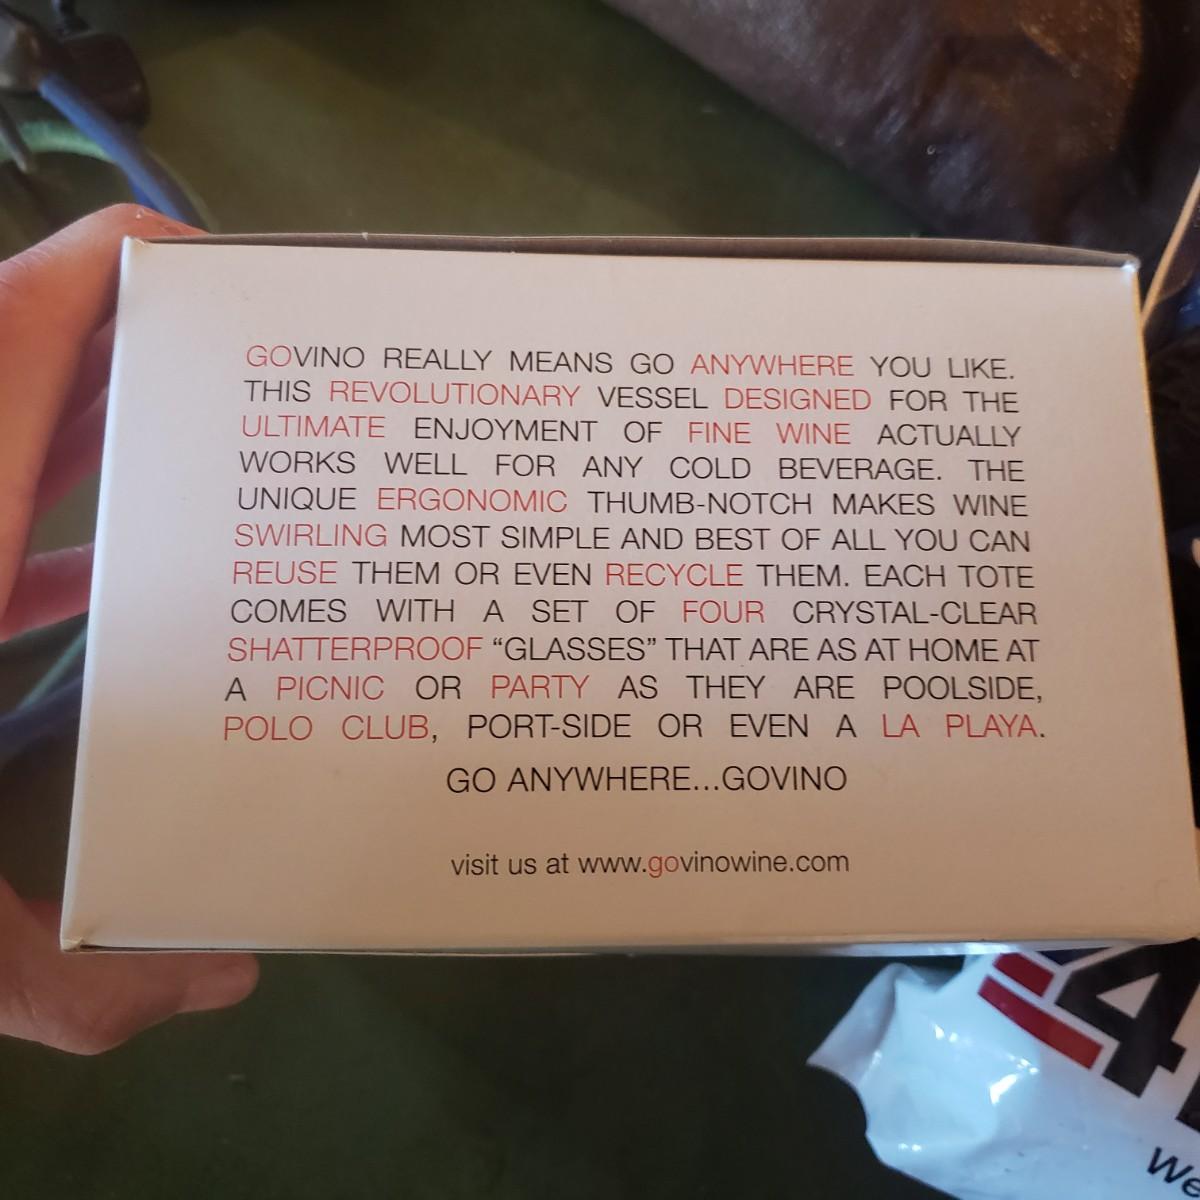 GOVINO REALLY MEANS GO ANYWHERE YOU LIKE.
THIS REVOLUTIONARY VESSEL DESIGNED FOR THE
ULTIMATE ENJOYMENT OF FINE WINE ACTUALLY
WORKS WELL FOR ANY COLD BEVERAGE. THE
UNIQUE ERGONOMIC THUMB-NOTCH MAKES WINE
SWIRLING MOST SIMPLE AND BEST OF ALL YOU CAN
REUSE THEM OR EVEN RECYCLE THEM. EACH TOTE
COMES WITH A SET OF FOUR CRYSTAL-CLEAR
SHATTERPROOF “GLASSES” THAT ARE AS AT HOME AT
A PICNIC OR PARTY AS THEY ARE POOLSIDE,
POLO CLUB, PORT-SIDE OR EVEN A LA PLAYA.
GO ANYWHERE...GOVINO
visit us at www.govinowine.com
4